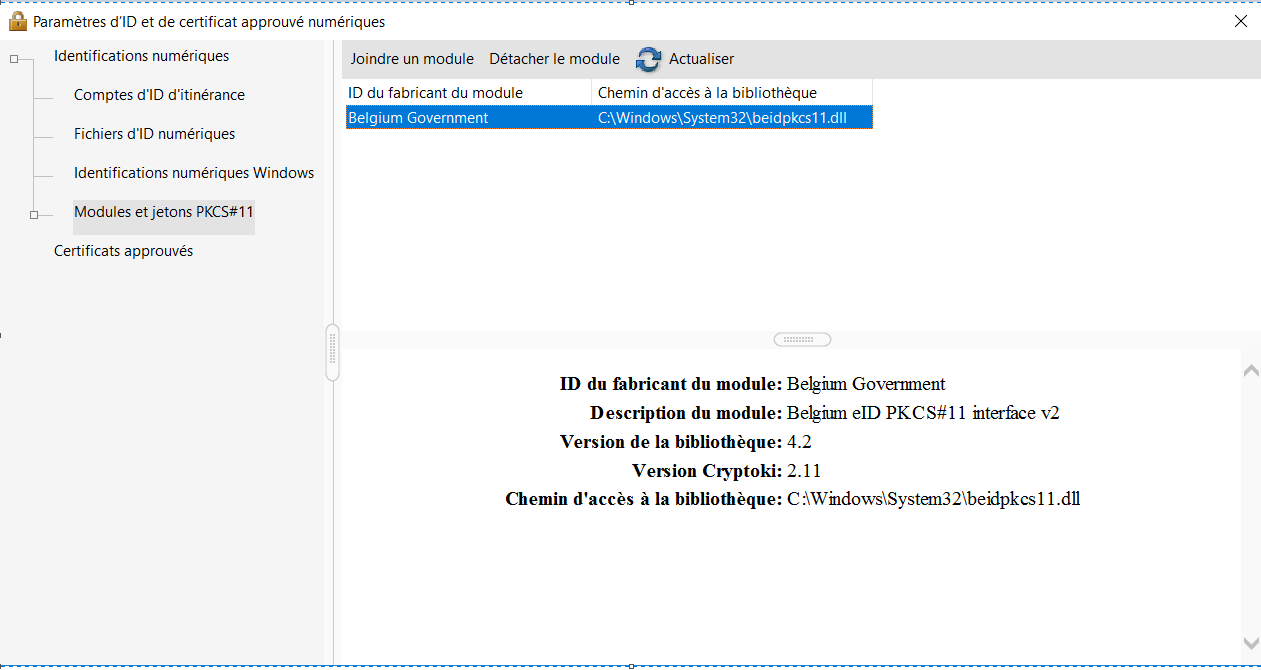 Paramètres d’ID et de certificat approuvé numériques
Identifications numériques
Comptes d'ID d'itinérance
Fichiers d'ID numériques
Identifications numériques Windows
Modules et jetons PKCS#11
Certificats approuvés
Joindre un module Détacher le module Actualiser
ID du fabricant du module Chemin d'accès à la bibliothèque
Belgium Government C:\Windows\System32\beidpkcs11.dll
ID du fabricant du module: Belgium Government
Description du module: Belgium eID PKCS#11 interface v2
Version de la bibliothèque: 4.2
Version Cryptoki: 2.11
Chemin d'accès à la bibliothèque: C:\Windows\System32\beidpkcs11.dll